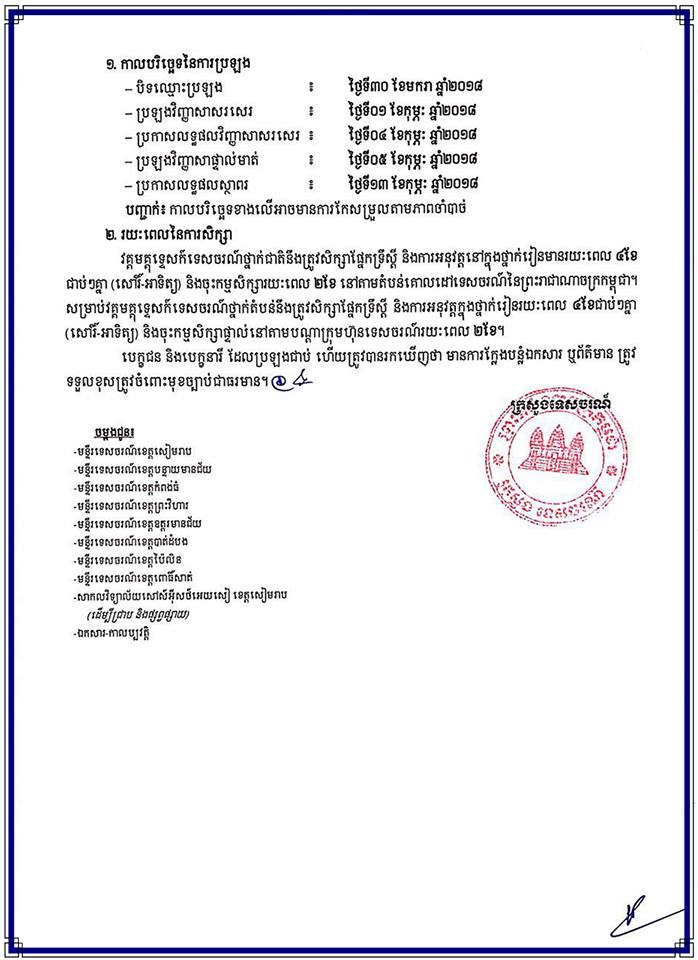 ១. កាលបរិច្ឆេទនៃការប្រឡង
– បិទឈ្មោះប្រឡង ៖ ថ្ងៃទី៣០ ខែមករា ឆ្នាំ២០១៨
– ប្រឡងវិញ្ញាសាសរសេរ ៖ ថ្ងៃទី០១ ខែកុម្ភៈ ឆ្នាំ២០១៨
– ប្រកាសលទ្ធផលវិញ្ញាសាសរសេរ ៖ ថ្ងៃទី០៤ ខែកុម្ភៈ ឆ្នាំ២០១៨
– ប្រឡងវិញ្ញាសាផ្ទាល់មាត់ ៖ ថ្ងៃទី០៥ ខែកុម្ភៈ ឆ្នាំ២០១៨
– ប្រកាសលទ្ធផលស្ថាពរ ៖ ថ្ងៃទី១៣ ខែកុម្ភៈ ឆ្នាំ២០១៨
បញ្ជាក់៖ កាលបរិច្ឆេទខាងលើអាចមានការកែសម្រួលតាមភាពចាំបាច់
២. រយៈពេលនៃការសិក្សា
វគ្គមគ្គុទ្ទេសក៍ទេសចរណ៍ថ្នាក់ជាតិនឹងត្រូវសិក្សាផ្នែកទ្រឹស្តី និងការអនុវត្តនៅក្នុងថ្នាក់រៀនមានរយៈពេល ៤ខែ
ជាប់ៗគ្នា (សៅរ៍-អាទិត្យ) និងចុះកម្មសិក្សារយៈពេល ២ខែ នៅតាមតំបន់គោលដៅទេសចរណ៍នៃព្រះរាជាណាចក្រកម្ពុជា។
សម្រាប់វគ្គមគ្គុទ្ទេសក៍ទេសចរណ៍ថ្នាក់តំបន់នឹងត្រូវសិក្សាផ្នែកទ្រឹស្តី និងការអនុវត្តក្នុងថ្នាក់រៀនរយៈពេល ៤ខែជាប់ៗគ្នា
(សៅរ៍-អាទិត្យ) និងចុះកម្មសិក្សាផ្ទាល់នៅតាមបណ្តាក្រុមហ៊ុនទេសចរណ៍រយៈពេល ២ខែ។
បេក្ខជន និងបេក្ខនារី ដែលប្រឡងជាប់ ហើយត្រូវបានរកឃើញថា មានការក្លែងបន្លំឯកសារ ឬព័ត៌មាន ត្រូវ
ទទួលខុសត្រូវចំពោះមុខច្បាប់ជាធរមាន។
ក្រសួងទេសចរណ៍
ចម្លងជូន៖
-មន្ទីរទេសចរណ៍ខេត្តសៀមរាប
-មន្ទីរទេសចរណ៍ខេត្តបន្ទាយមានជ័យ
-មន្ទីរទេសចរណ៍ខេត្តកំពង់ធំ
-មន្ទីរទេសចរណ៍ខេត្តព្រះវិហារ
-មន្ទីរទេសចរណ៍ខេត្តឧត្តរមានជ័យ
-មន្ទីរទេសចរណ៍ខេត្តបាត់ដំបង
-មន្ទីរទេសចរណ៍ខេត្តប៉ៃលិន
-មន្ទីរទេសចរណ៍ខេត្តពោធិ៍សាត់
-សាកលវិទ្យាល័យសៅស៍អ៊ីសថ៍អេយសៀ ខេត្តសៀមរាប
(ដើម្បីជ្រាប និងផ្សព្វផ្សាយ)
-ឯកសារ-កាលប្បវត្តិ
ក្រសួង ទេសចរណ៍